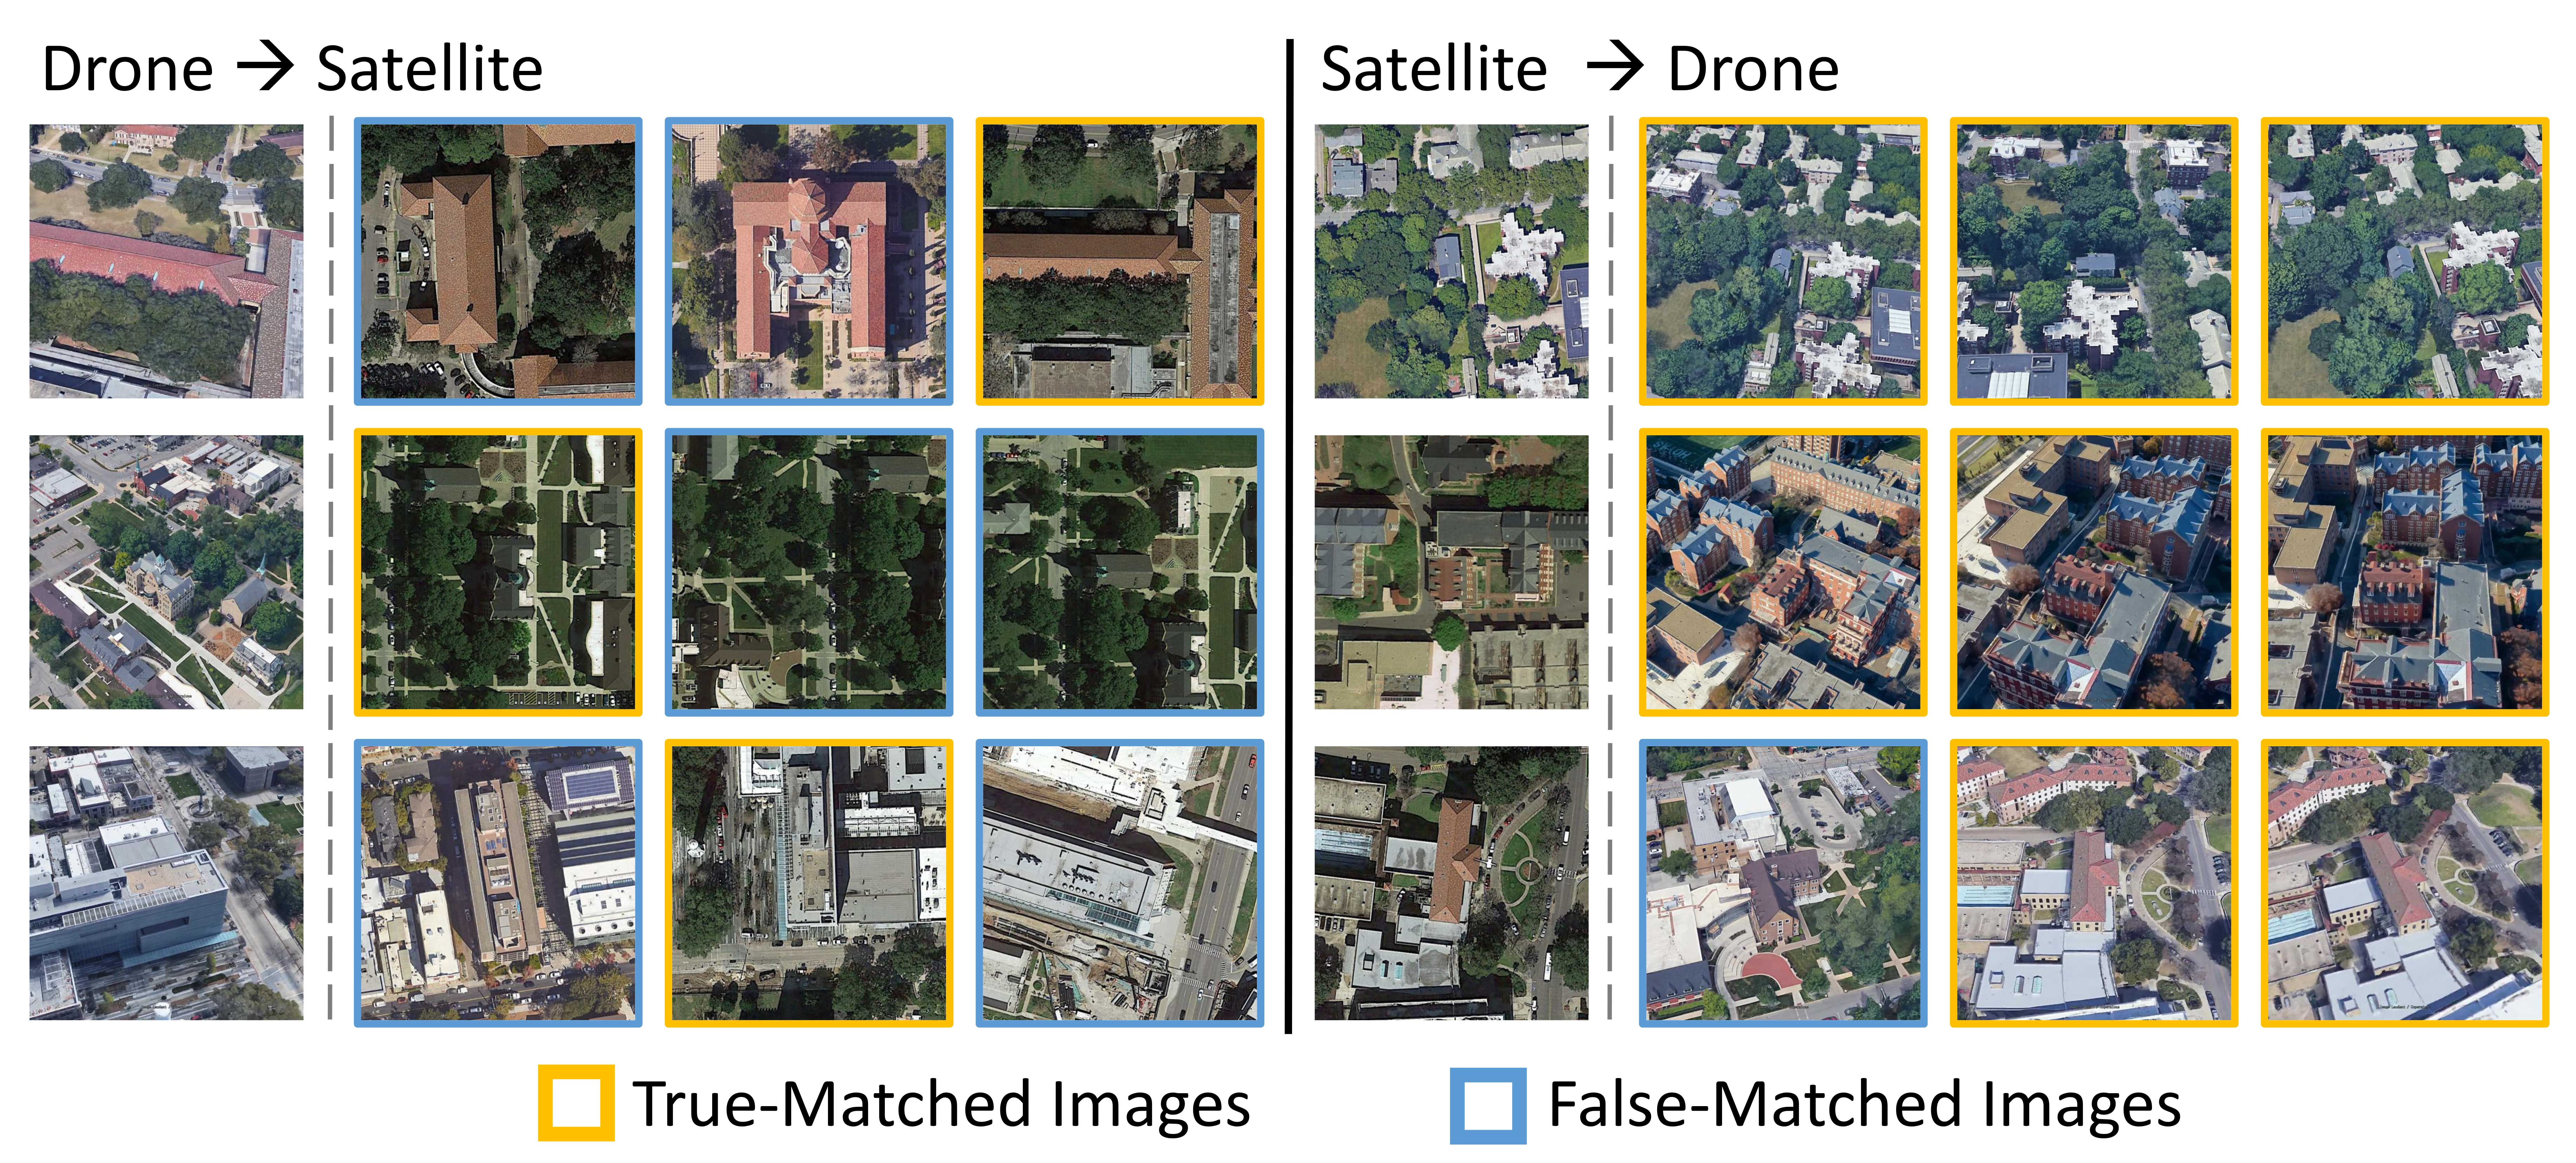 Drone → Satellite
Satellite → Drone
True-Matched Images
False-Matched Images